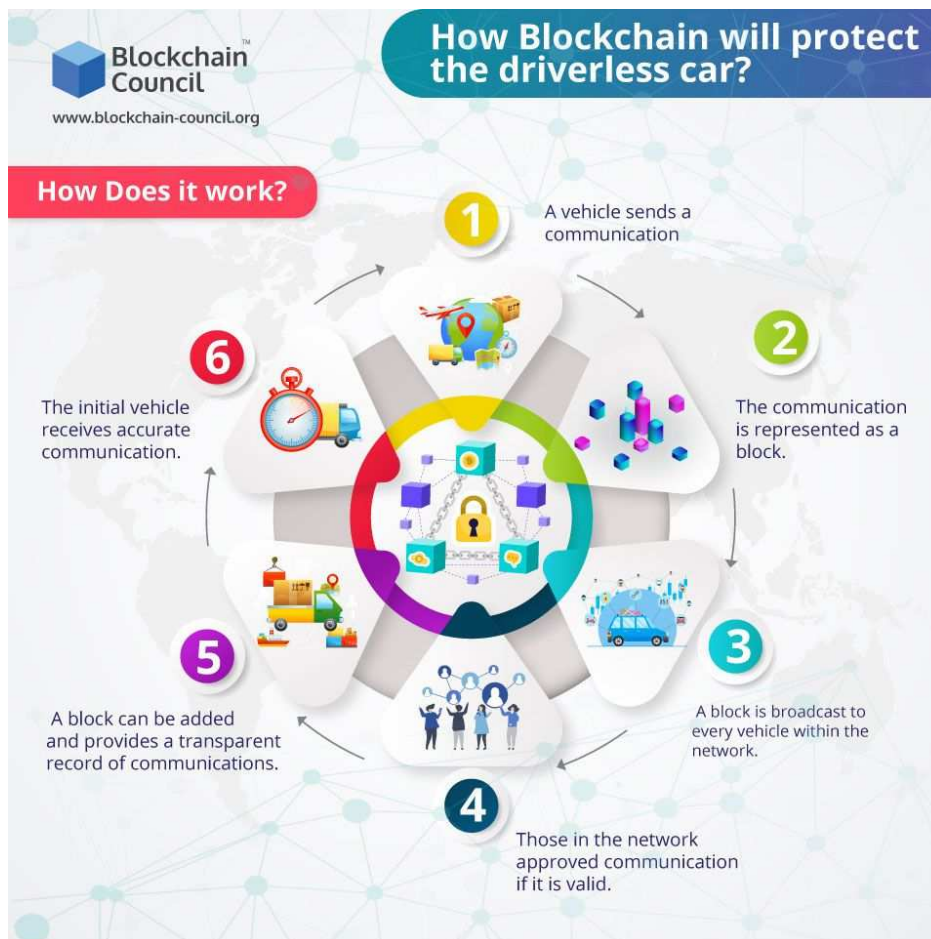 Blockchain™
Council
www.blockchain-council.org
How Blockchain will protect
the driverless car?
How Does it work?
1
A vehicle sends a
communication
2
The communication
is represented as a
block.
3
A block is broadcast to
every vehicle within the
network.
4
Those in the network
approved communication
if it is valid.
5
A block can be added
and provides a transparent
record of communications.
6
The initial vehicle
receives accurate
communication.